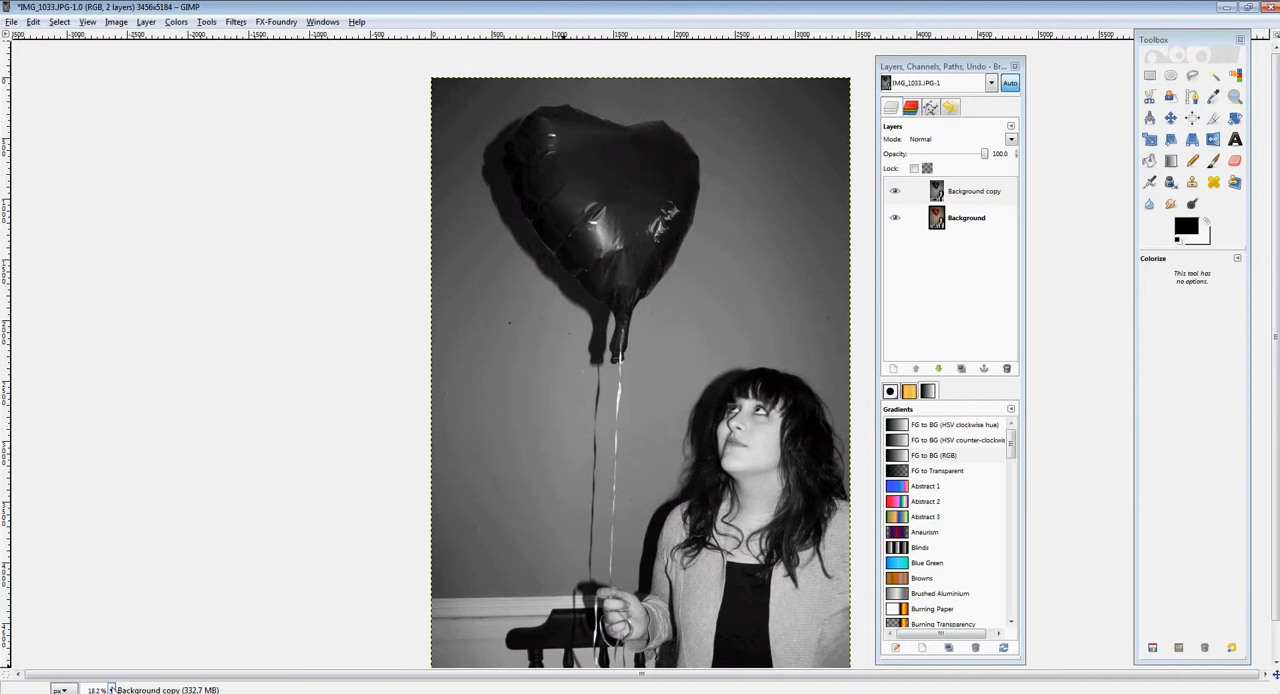 *IMG_1033.JPG-1.0 (RGB, 2 layers) 3456x5184 – GIMP
File Edit Select View Image Layer Colors Tools Filters FX-Foundry Windows Help
Toolbox
Layers, Channels, Paths, Undo - Br...
IMG_1033.JPG-1
Auto
Layers
Mode: Normal
Opacity: 100.0
Lock:
Background copy
Background
Colorize
This tool has
no options.
Gradients
FG to BG (HSV clockwise hue)
FG to BG (HSV counter-clockwis
FG to BG (RGB)
FG to Transparent
Abstract 1
Abstract 2
Abstract 3
Aneurism
Blinds
Blue Green
Browns
Brushed Aluminium
Burning Paper
Burning Transparency
px 18.2% Background copy (332.7 MB)